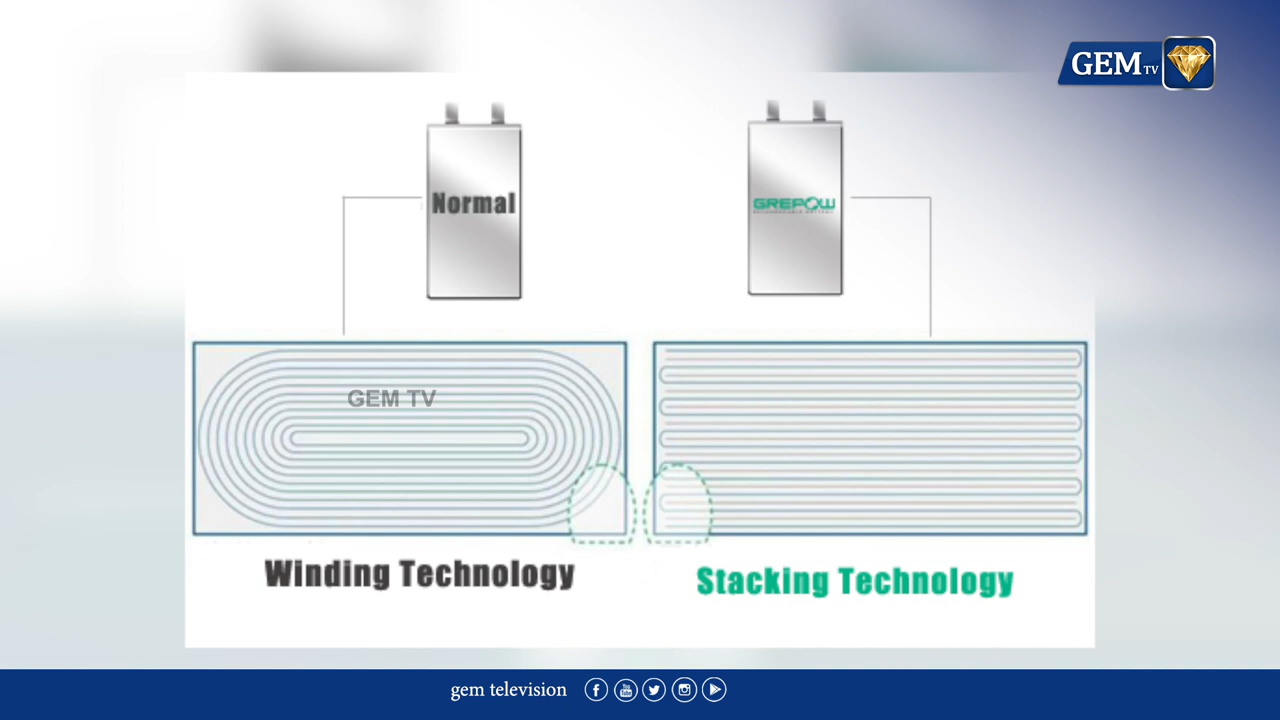 GEM TV
Normal
GREPOW
GEM TV
Winding Technology
Stacking Technology
gem television